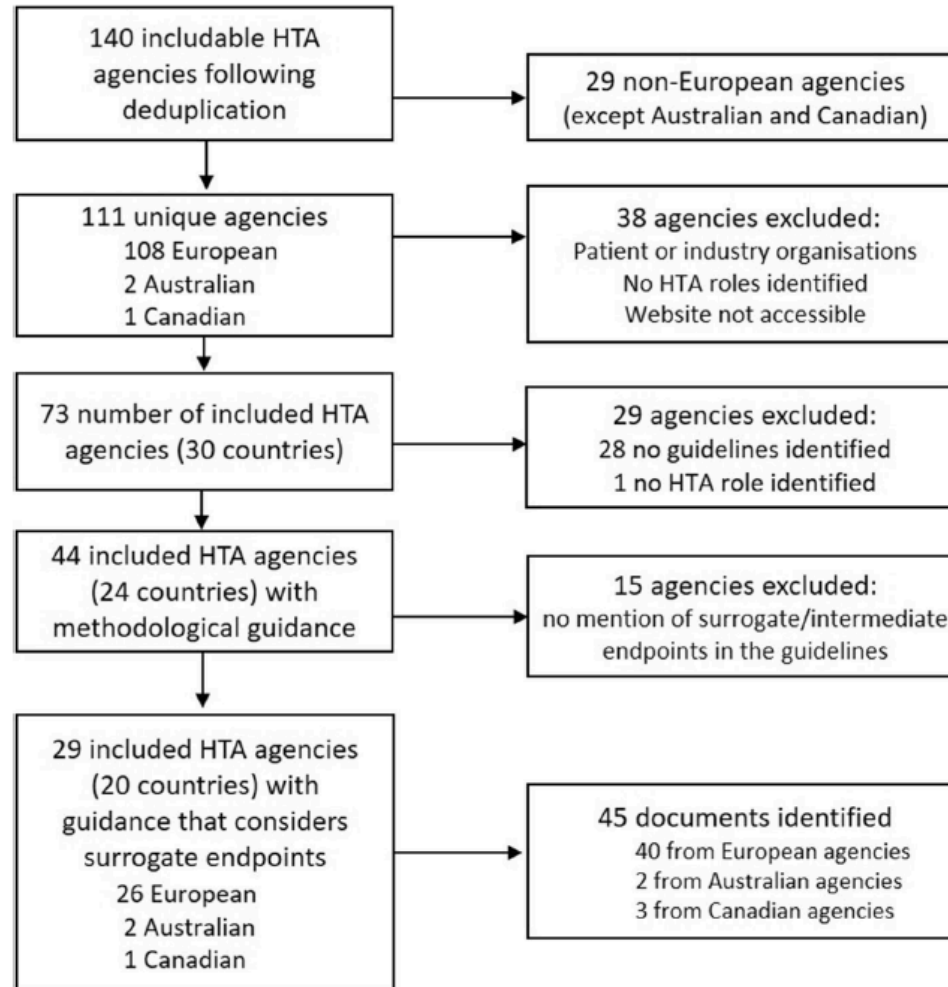 140 includable HTA
agencies following
deduplication
29 non-European agencies
(except Australian and Canadian)
111 unique agencies
108 European
2 Australian
1 Canadian
38 agencies excluded:
Patient or industry organisations
No HTA roles identified
Website not accessible
73 number of included HTA
agencies (30 countries)
29 agencies excluded:
28 no guidelines identified
1 no HTA role identified
44 included HTA agencies
(24 countries) with
methodological guidance
15 agencies excluded:
no mention of surrogate/intermediate
endpoints in the guidelines
29 included HTA agencies
(20 countries) with
guidance that considers
surrogate endpoints
26 European
2 Australian
1 Canadian
45 documents identified
40 from European agencies
2 from Australian agencies
3 from Canadian agencies